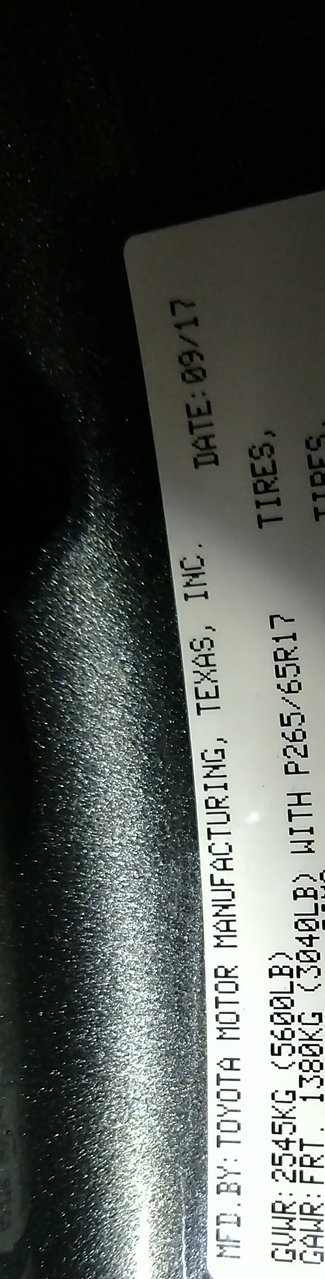 MFD.BY:TOYOTA MOTOR MANUFACTURING, TEXAS, INC. DATE:09/17
GVWR:2545KG (5600LB)
GAWR:FRT. 1380KG (3040LB) WITH P265/65R17 TIRES,
TIRES,